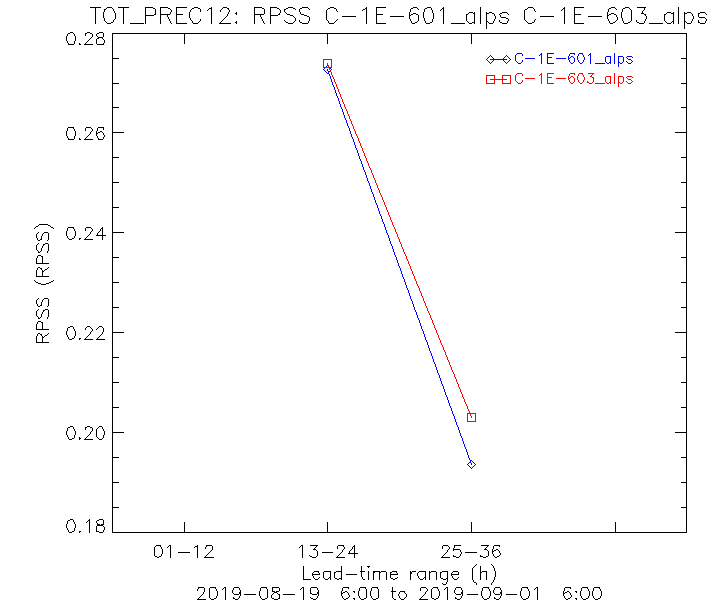 TOT_PREC12: RPSS C-1E-601_alps C-1E-603_alps
C-1E-601_alps
C-1E-603_alps
0.28
0.26
0.24
0.22
0.20
0.18
RPSS (RPSS)
01-12 13-24 25-36
Lead-time range (h)
2019-08-19 6:00 to 2019-09-01 6:00